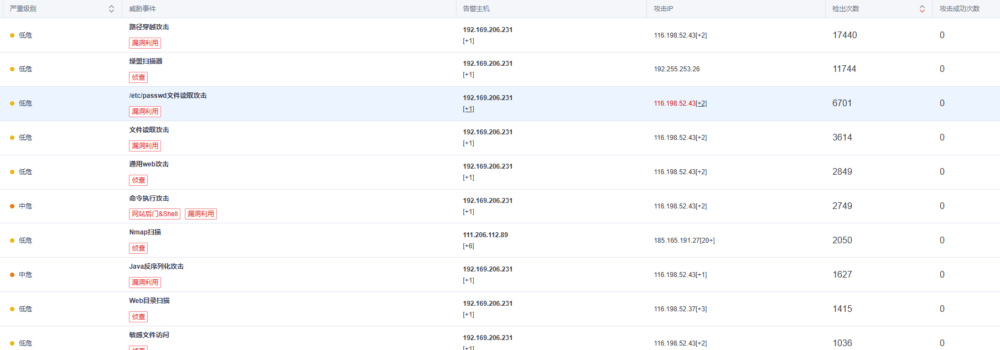 严重级别 威胁事件 告警主机 攻击IP 检出次数 攻击成功次数
低危 路径穿越攻击 192.169.206.231 116.198.52.43[+2] 17440 0
漏洞利用 [+1]
低危 绿盟扫描器 192.169.206.231 192.255.253.26 11744 0
侦查 [+1]
低危 /etc/passwd文件读取攻击 192.169.206.231 116.198.52.43[+2] 6701 0
漏洞利用 [+1]
低危 文件读取攻击 192.169.206.231 116.198.52.43[+2] 3614 0
漏洞利用 [+1]
低危 通用web攻击 192.169.206.231 116.198.52.43[+2] 2849 0
侦查 [+1]
中危 命令执行攻击 192.169.206.231 116.198.52.43[+2] 2749 0
网站后门&Shell 漏洞利用 [+1]
低危 Nmap扫描 111.206.112.89 185.165.191.27[20+] 2050 0
侦查 [+6]
中危 Java反序列化攻击 192.169.206.231 116.198.52.43[+1] 1627 0
漏洞利用 [+1]
低危 Web目录扫描 192.169.206.231 116.198.52.37[+3] 1415 0
侦查 [+1]
低危 敏感文件访问 192.169.206.231 116.198.52.43[+2] 1036 0
侦查 [+1]